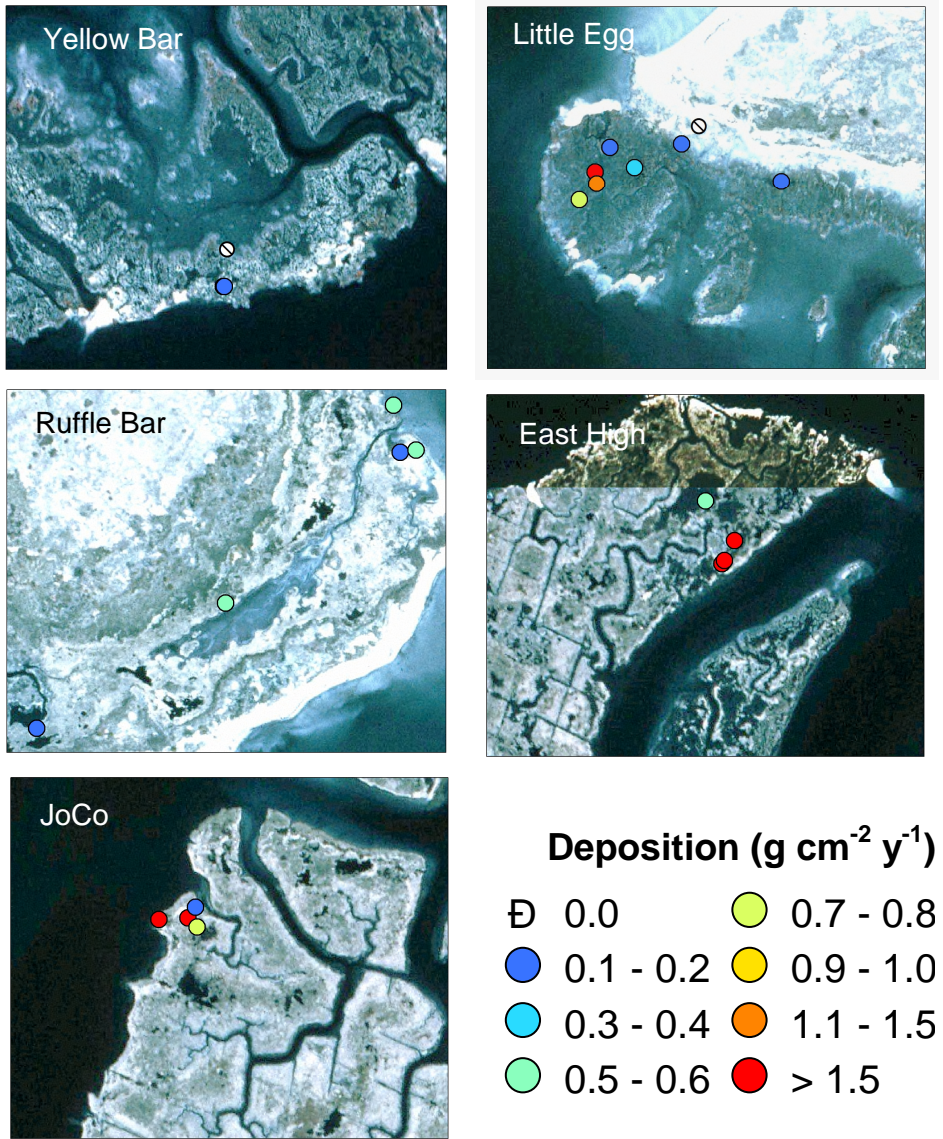 Yellow Bar
Little Egg
Ruffle Bar
East High
JoCo
Deposition (g cm⁻² y⁻¹)
Đ 0.0
0.7 - 0.8
0.1 - 0.2
0.9 - 1.0
0.3 - 0.4
1.1 - 1.5
0.5 - 0.6
> 1.5